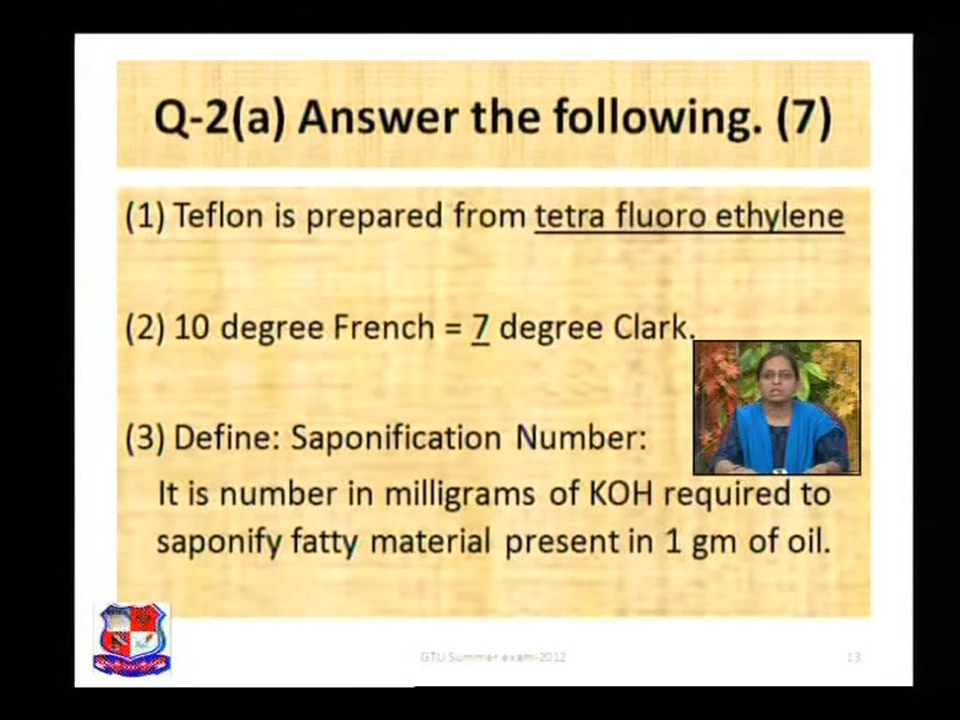 Q-2(a) Answer the following. (7)
(1) Teflon is prepared from tetra fluoro ethylene
(2) 10 degree French = 7 degree Clark.
(3) Define: Saponification Number:
It is number in milligrams of KOH required to
saponify fatty material present in 1 gm of oil.
GTU Summer exam-2012
13